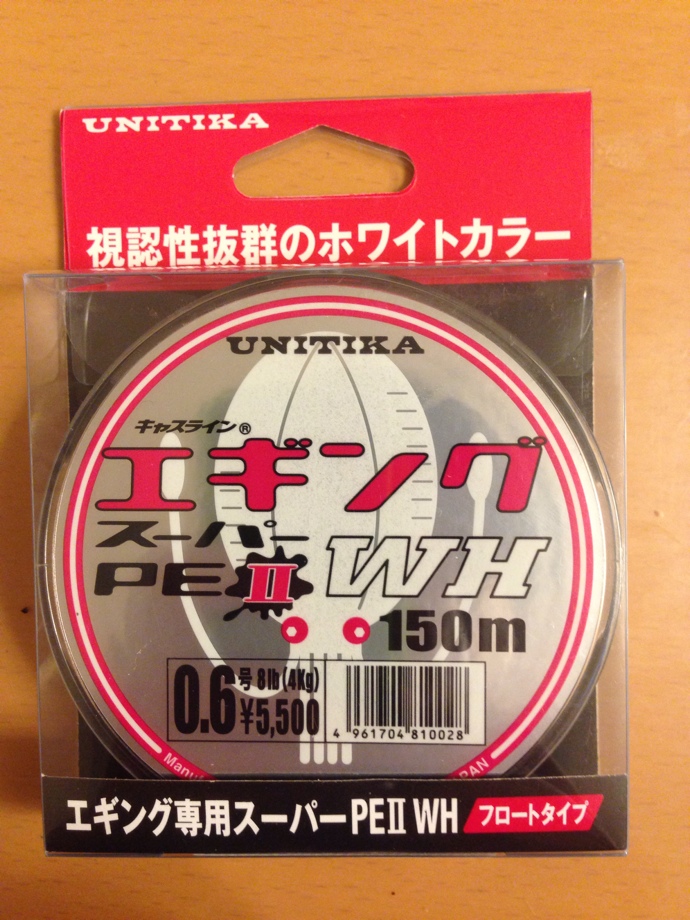 UNITIKA
視認性抜群のホワイトカラー
UNITIKA
キャスライン®
エギング
スーパー
PEⅡ WH
150m
0.6号 8lb(4Kg)
¥5,500
4 961704 810028
エギング専用スーパーPEⅡ WH フロートタイプ